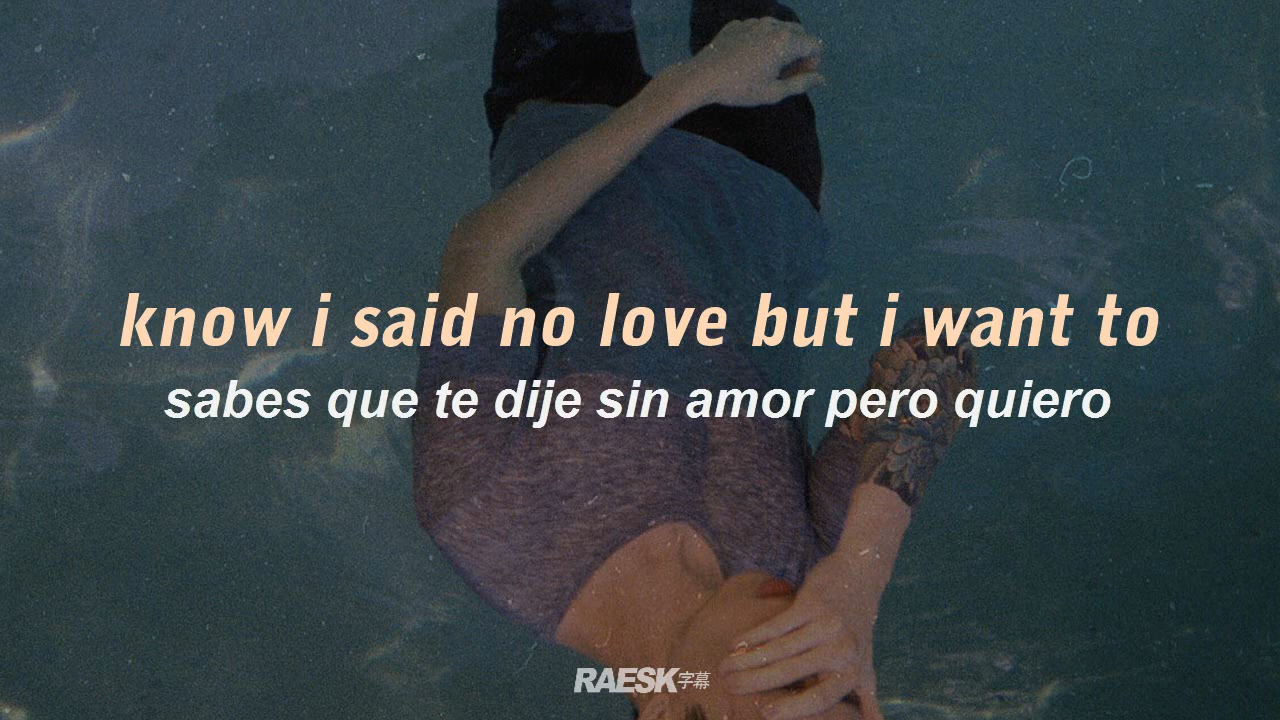 know i said no love but i want to
sabes que te dije sin amor pero quiero
RAESK字幕